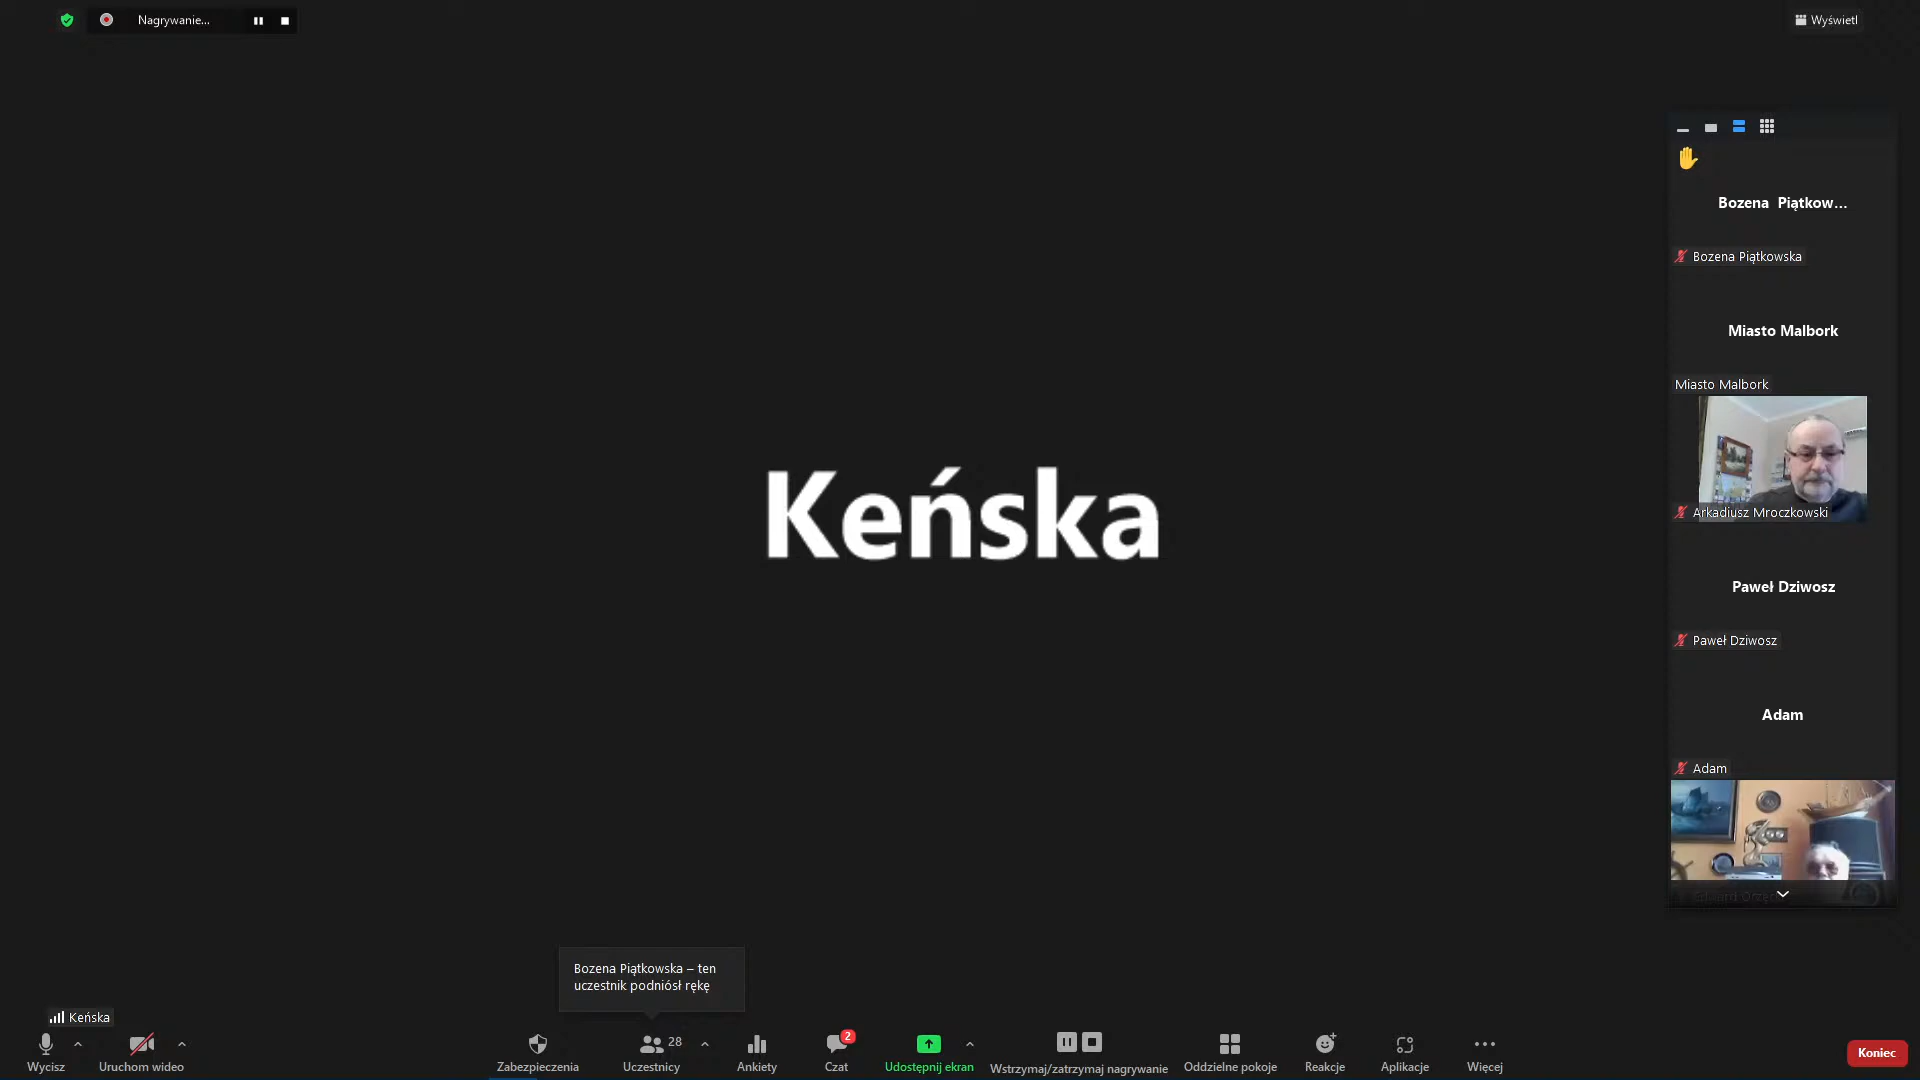 Nagrywanie...
Wyświetl
Bozena Piątkow...
Bozena Piątkowska
Miasto Malbork
Miasto Malbork
Arkadiusz Mroczkowski
Paweł Dziwosz
Paweł Dziwosz
Adam
Adam
Keńska
Bozena Piątkowska – ten
uczestnik podniósł rękę
Keńska
Wycisz
Uruchom wideo
Zabezpieczenia
28
Uczestnicy
Ankiety
2
Czat
Udostępnij ekran
Wstrzymaj/zatrzymaj nagrywanie
Oddzielne pokoje
Reakcje
Aplikacje
Więcej
Koniec